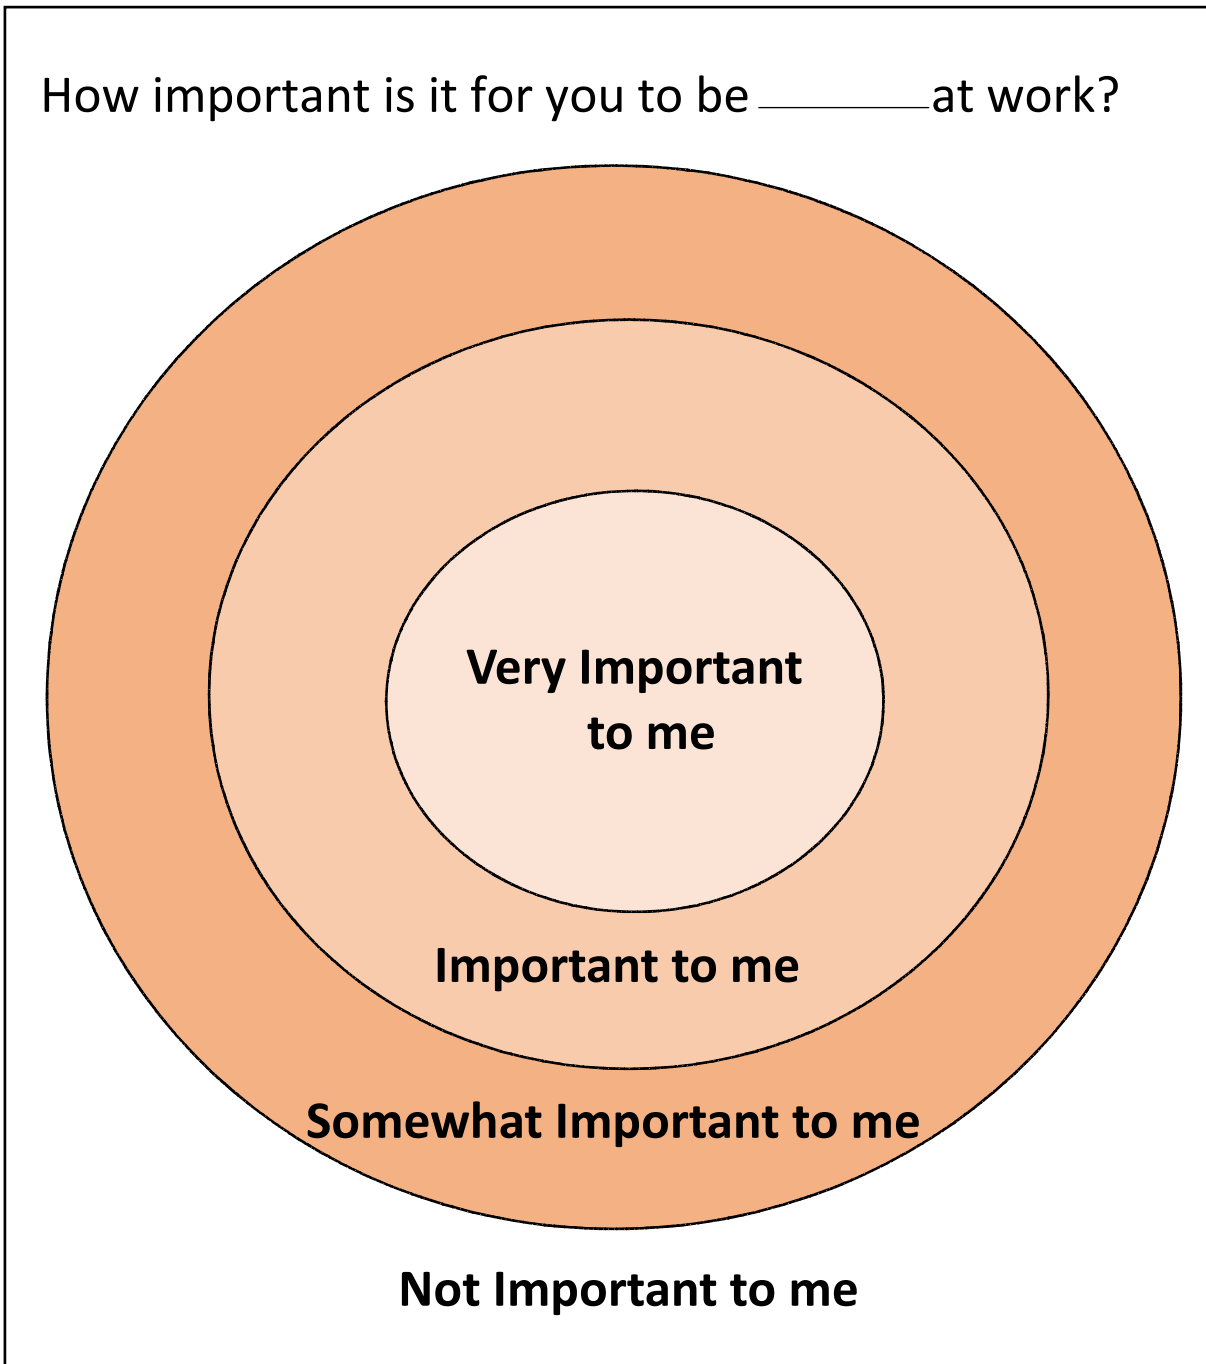 How important is it for you to be ________ at work?
Very Important
to me
Important to me
Somewhat Important to me
Not Important to me